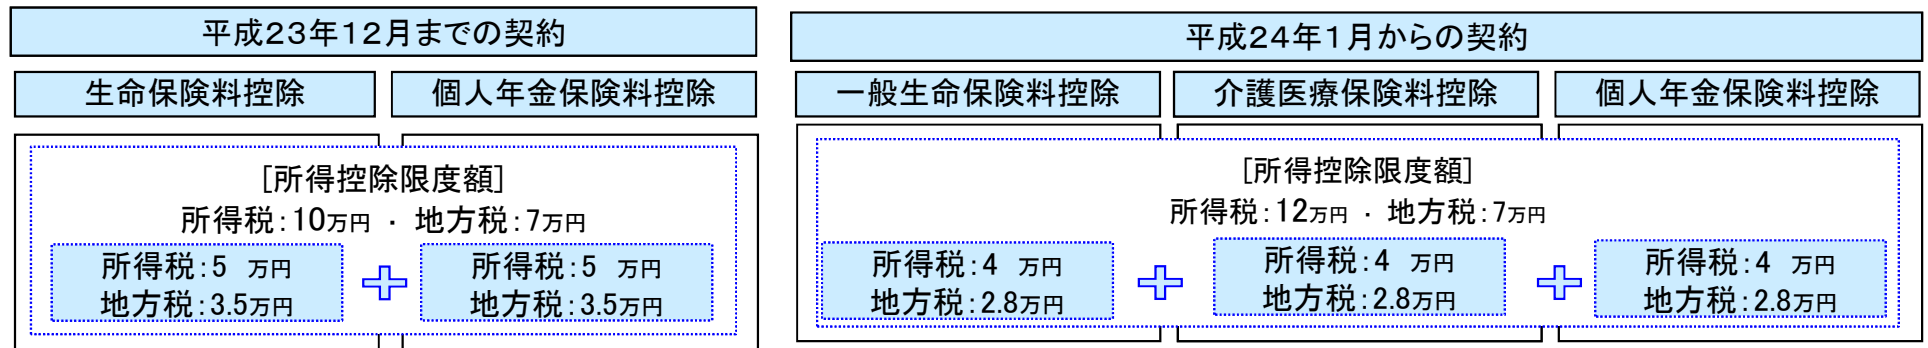 平成23年12月までの契約
生命保険料控除
個人年金保険料控除
[所得控除限度額]
所得税:10万円 ・ 地方税:7万円
所得税:5 万円
地方税:3.5万円
所得税:5 万円
地方税:3.5万円
平成24年1月からの契約
一般生命保険料控除
介護医療保険料控除
個人年金保険料控除
[所得控除限度額]
所得税:12万円 ・ 地方税:7万円
所得税:4 万円
地方税:2.8万円
所得税:4 万円
地方税:2.8万円
所得税:4 万円
地方税:2.8万円